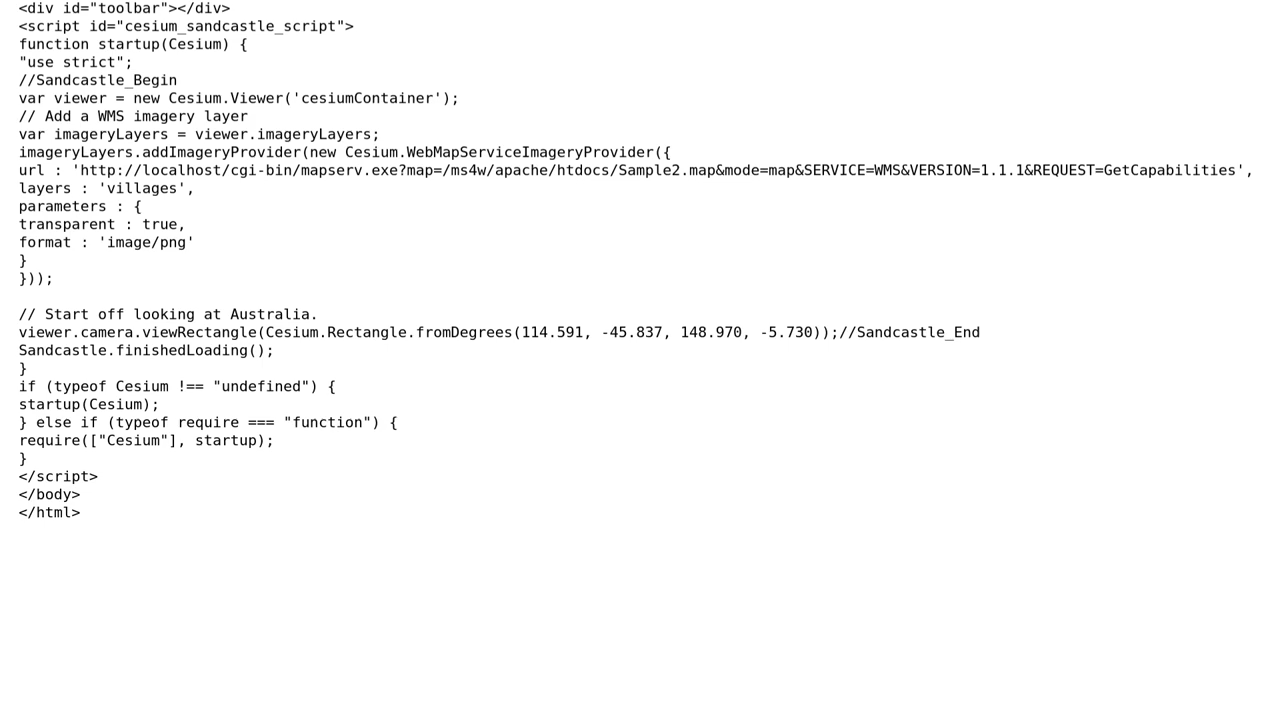 <div id="toolbar"></div>
<script id="cesium_sandcastle_script">
function startup(Cesium) {
"use strict";
//Sandcastle_Begin
var viewer = new Cesium.Viewer('cesiumContainer');
// Add a WMS imagery layer
var imageryLayers = viewer.imageryLayers;
imageryLayers.addImageryProvider(new Cesium.WebMapServiceImageryProvider({
url : 'http://localhost/cgi-bin/mapserv.exe?map=/ms4w/apache/htdocs/Sample2.map&mode=map&SERVICE=WMS&VERSION=1.1.1&REQUEST=GetCapabilities',
layers : 'villages',
parameters : {
transparent : true,
format : 'image/png'
}
}));

// Start off looking at Australia.
viewer.camera.viewRectangle(Cesium.Rectangle.fromDegrees(114.591, -45.837, 148.970, -5.730));//Sandcastle_End
Sandcastle.finishedLoading();
}
if (typeof Cesium !== "undefined") {
startup(Cesium);
} else if (typeof require === "function") {
require(["Cesium"], startup);
}
</script>
</body>
</html>